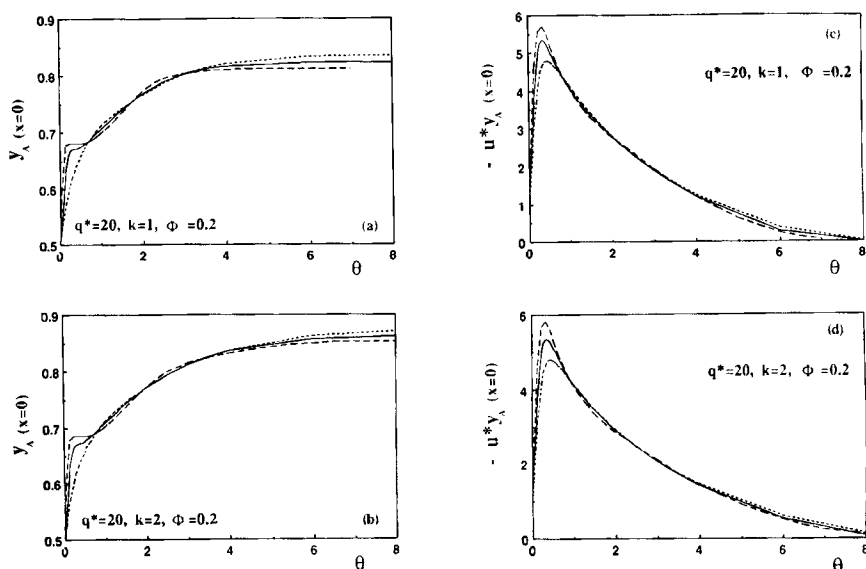 0.9
0.8
0.7
0.6
0.5
y_A (x=0)
q*=20, k=1, Φ =0.2
(a)
0 2 4 6 8
θ
6
5
4
3
2
1
0
- u*y_A (x=0)
(c)
q*=20, k=1, Φ =0.2
0 2 4 6 8
θ
0.9
0.8
0.7
0.6
0.5
y_A (x=0)
q*=20, k=2, Φ =0.2
(b)
0 2 4 6 8
θ
6
4
2
0
- u*y_A (x=0)
(d)
q*=20, k=2, Φ =0.2
0 2 4 6 8
θ